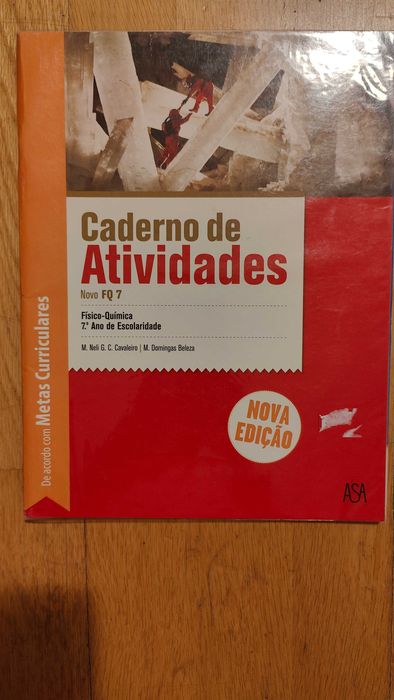 Caderno de
Atividades
Novo FQ 7
Físico-Química
7.º Ano de Escolaridade
M. Neli G. C. Cavaleiro | M. Domingas Beleza
De acordo com Metas Curriculares
NOVA
EDIÇÃO
ASA